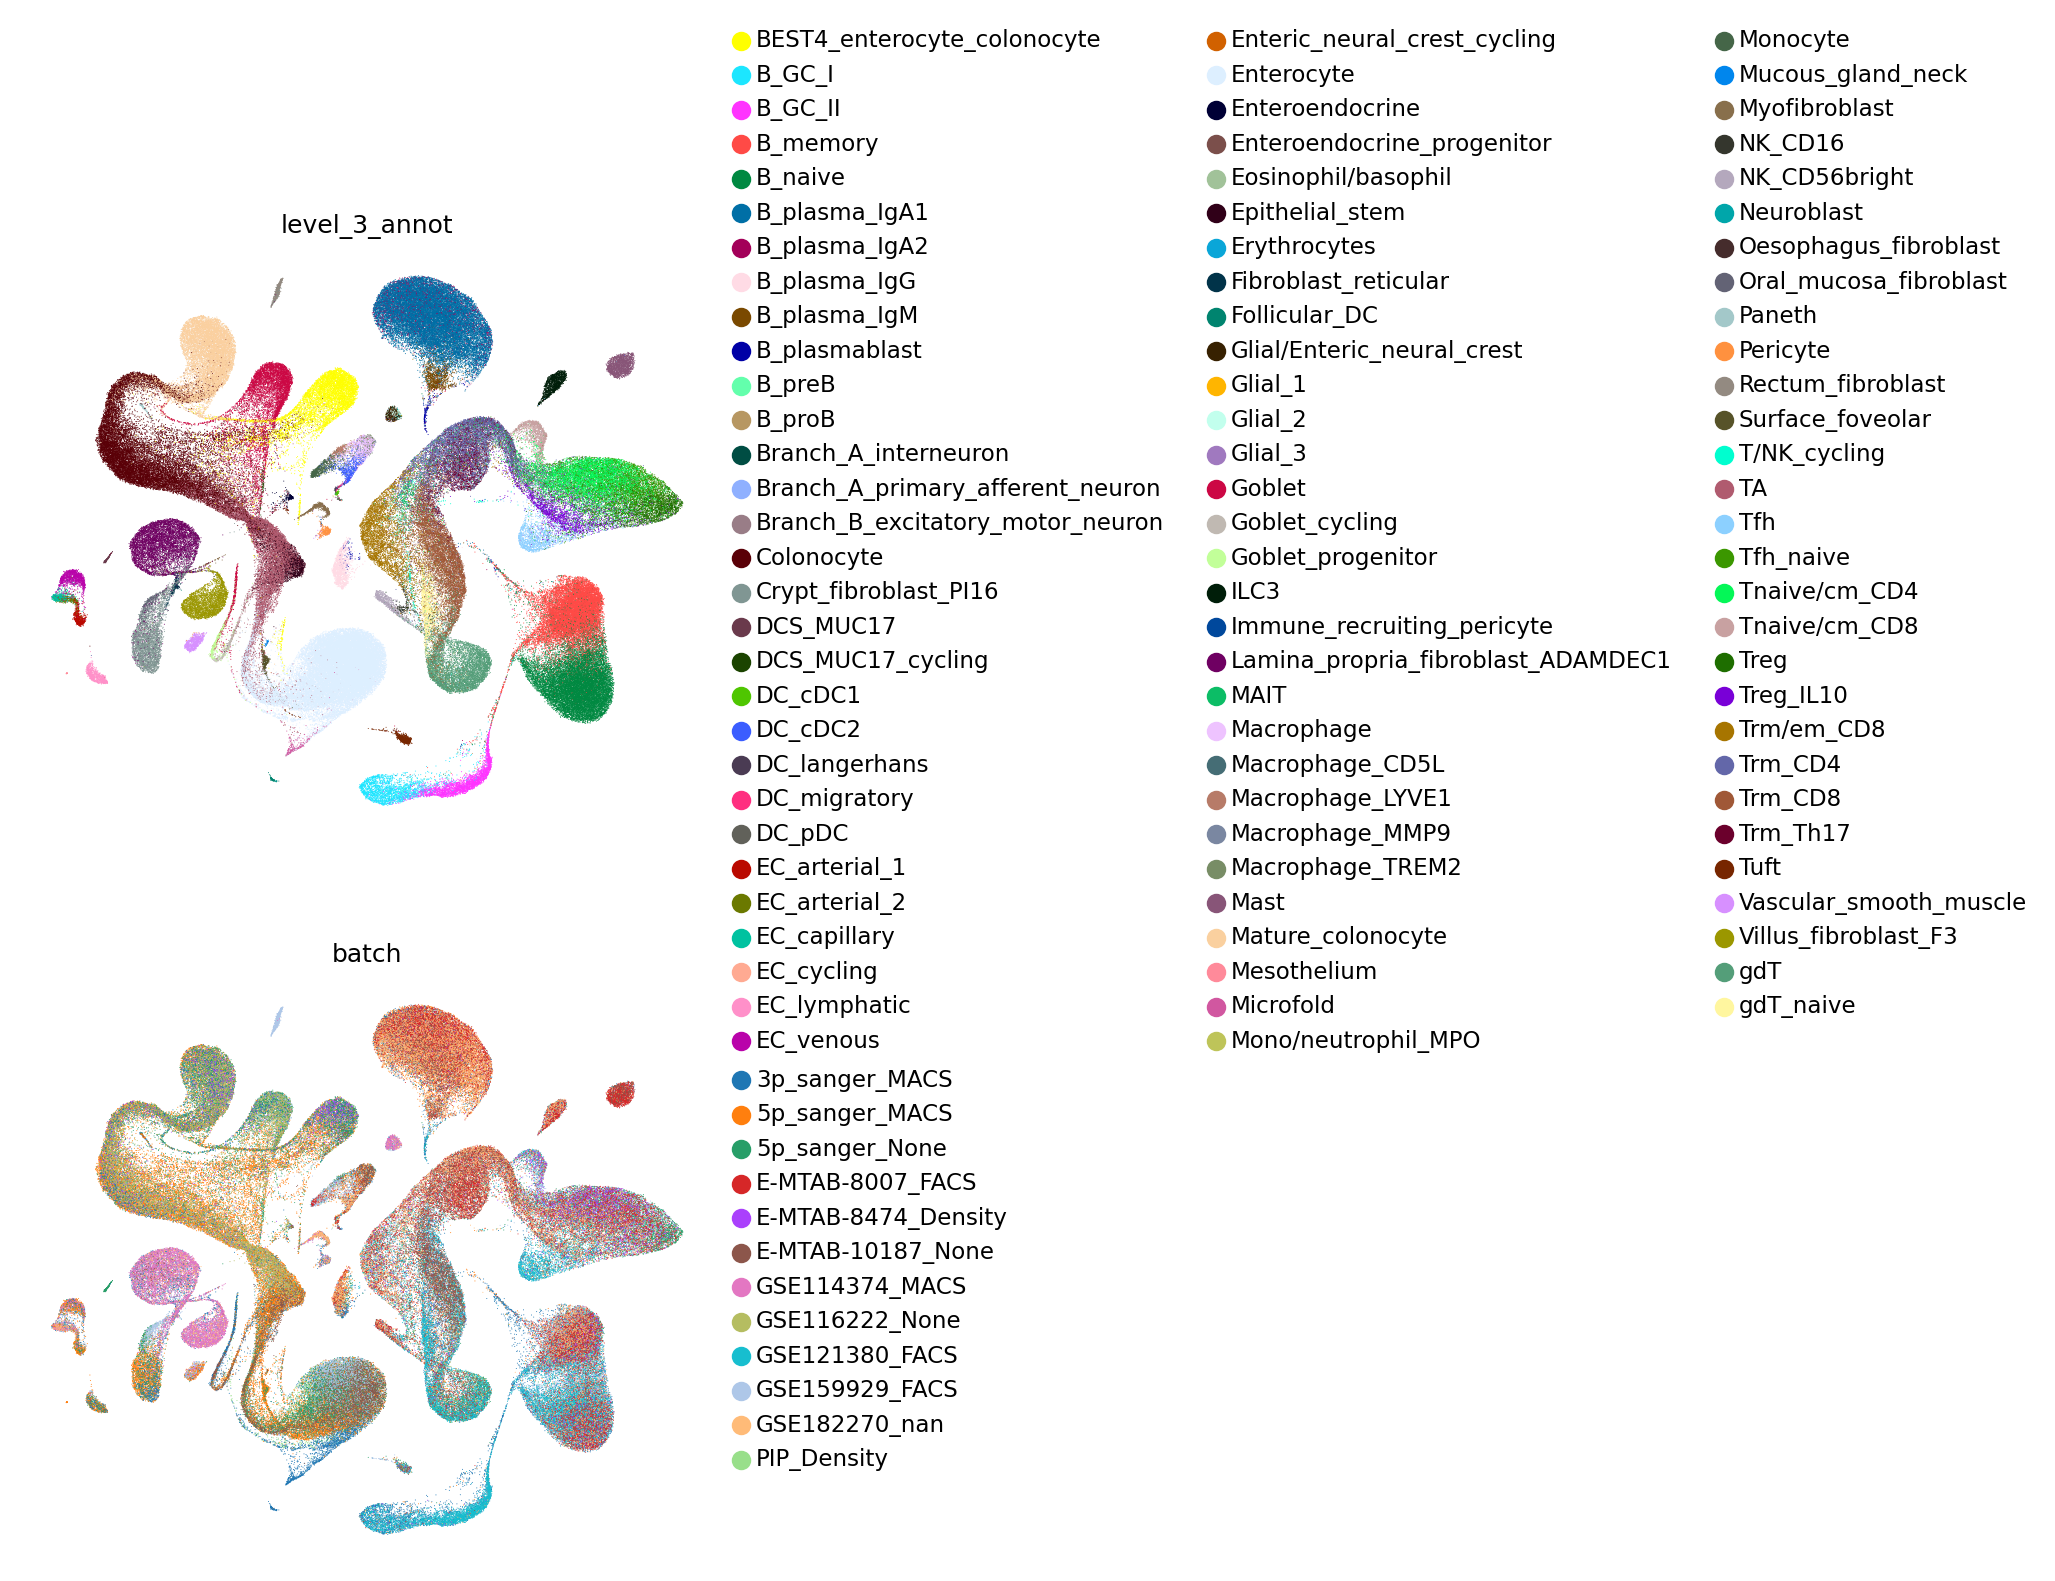 level_3_annot
BEST4_enterocyte_colonocyte
B_GC_I
B_GC_II
B_memory
B_naive
B_plasma_IgA1
B_plasma_IgA2
B_plasma_IgG
B_plasma_IgM
B_plasmablast
B_preB
B_proB
Branch_A_interneuron
Branch_A_primary_afferent_neuron
Branch_B_excitatory_motor_neuron
Colonocyte
Crypt_fibroblast_PI16
DCS_MUC17
DCS_MUC17_cycling
DC_cDC1
DC_cDC2
DC_langerhans
DC_migratory
DC_pDC
EC_arterial_1
EC_arterial_2
EC_capillary
EC_cycling
EC_lymphatic
EC_venous
Enteric_neural_crest_cycling
Enterocyte
Enteroendocrine
Enteroendocrine_progenitor
Eosinophil/basophil
Epithelial_stem
Erythrocytes
Fibroblast_reticular
Follicular_DC
Glial/Enteric_neural_crest
Glial_1
Glial_2
Glial_3
Goblet
Goblet_cycling
Goblet_progenitor
ILC3
Immune_recruiting_pericyte
Lamina_propria_fibroblast_ADAMDEC1
MAIT
Macrophage
Macrophage_CD5L
Macrophage_LYVE1
Macrophage_MMP9
Macrophage_TREM2
Mast
Mature_colonocyte
Mesothelium
Microfold
Mono/neutrophil_MPO
Monocyte
Mucous_gland_neck
Myofibroblast
NK_CD16
NK_CD56bright
Neuroblast
Oesophagus_fibroblast
Oral_mucosa_fibroblast
Paneth
Pericyte
Rectum_fibroblast
Surface_foveolar
T/NK_cycling
TA
Tfh
Tfh_naive
Tnaive/cm_CD4
Tnaive/cm_CD8
Treg
Treg_IL10
Trm/em_CD8
Trm_CD4
Trm_CD8
Trm_Th17
Tuft
Vascular_smooth_muscle
Villus_fibroblast_F3
gdT
gdT_naive
batch
3p_sanger_MACS
5p_sanger_MACS
5p_sanger_None
E-MTAB-8007_FACS
E-MTAB-8474_Density
E-MTAB-10187_None
GSE114374_MACS
GSE116222_None
GSE121380_FACS
GSE159929_FACS
GSE182270_nan
PIP_Density